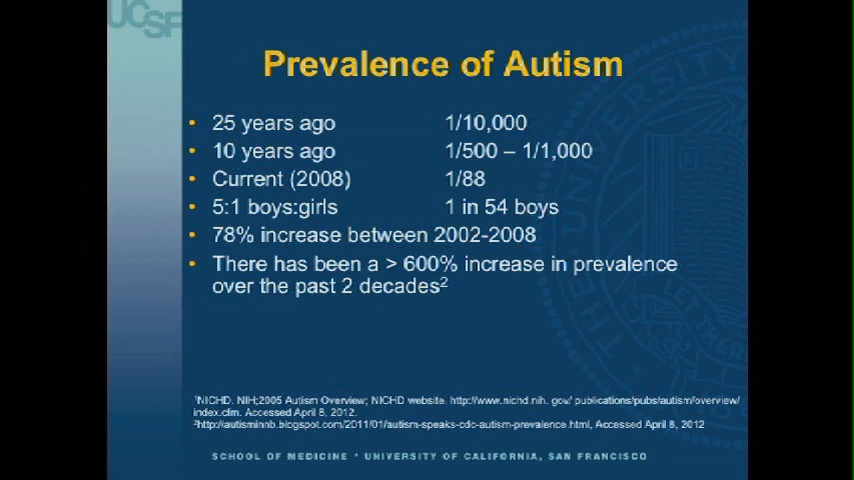 UCSF
Prevalence of Autism
• 25 years ago 1/10,000
• 10 years ago 1/500 – 1/1,000
• Current (2008) 1/88
• 5:1 boys:girls 1 in 54 boys
• 78% increase between 2002-2008
• There has been a > 600% increase in prevalence
over the past 2 decades²
¹NICHD. NIH;2005 Autism Overview; NICHD website. http://www.nichd.nih. gov/ publications/pubs/autism/overview/
index.cfm. Accessed April 8, 2012.
²http://autisminnb.blogspot.com/2011/01/autism-speaks-cdc-autism-prevalence.html, Accessed April 8, 2012
SCHOOL OF MEDICINE • UNIVERSITY OF CALIFORNIA, SAN FRANCISCO
THE UNIVERSITY
LET THERE